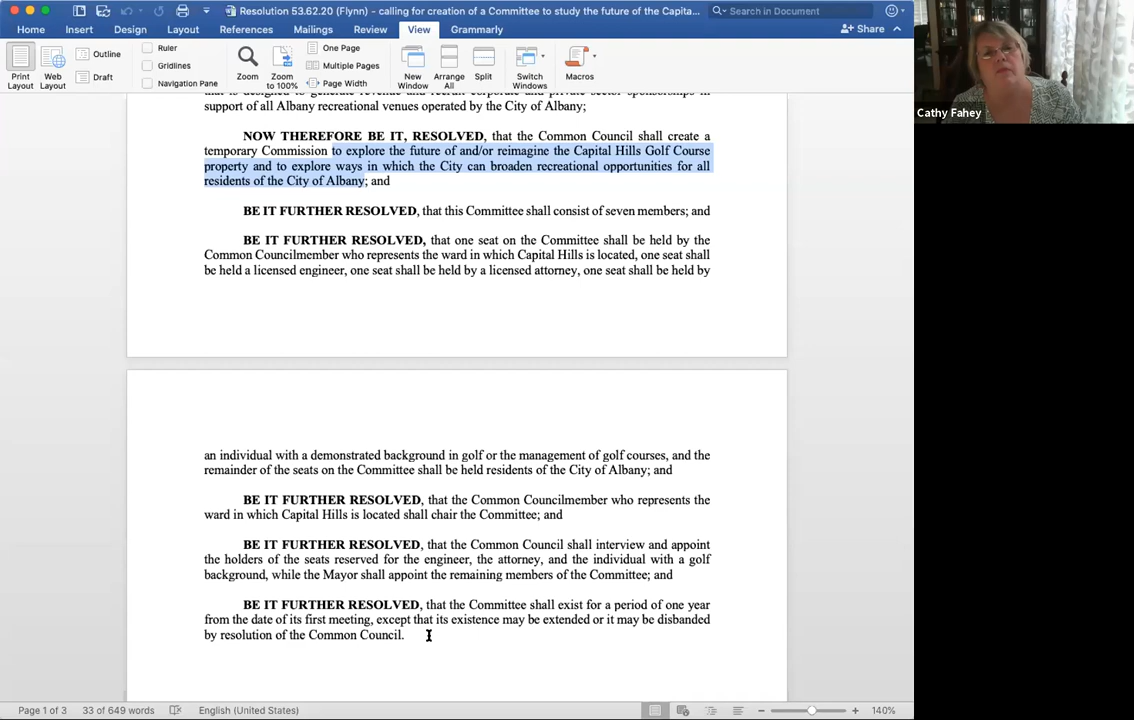 Resolution 53.62.20 (Flynn) - calling for creation of a Committee to study the future of the Capita...
Search in Document
Home Insert Design Layout References Mailings Review View Grammarly
Share
Print Layout
Web Layout
Outline
Draft
Ruler
Gridlines
Navigation Pane
Zoom
Zoom to 100%
One Page
Multiple Pages
Page Width
New Window
Arrange All
Split
Switch Windows
Macros
Cathy Fahey
that is designed to generate revenue and recruit corporate and private sector sponsorships in
support of all Albany recreational venues operated by the City of Albany;
NOW THEREFORE BE IT, RESOLVED, that the Common Council shall create a
temporary Commission to explore the future of and/or reimagine the Capital Hills Golf Course
property and to explore ways in which the City can broaden recreational opportunities for all
residents of the City of Albany; and
BE IT FURTHER RESOLVED, that this Committee shall consist of seven members; and
BE IT FURTHER RESOLVED, that one seat on the Committee shall be held by the
Common Councilmember who represents the ward in which Capital Hills is located, one seat shall
be held a licensed engineer, one seat shall be held by a licensed attorney, one seat shall be held by
an individual with a demonstrated background in golf or the management of golf courses, and the
remainder of the seats on the Committee shall be held residents of the City of Albany; and
BE IT FURTHER RESOLVED, that the Common Councilmember who represents the
ward in which Capital Hills is located shall chair the Committee; and
BE IT FURTHER RESOLVED, that the Common Council shall interview and appoint
the holders of the seats reserved for the engineer, the attorney, and the individual with a golf
background, while the Mayor shall appoint the remaining members of the Committee; and
BE IT FURTHER RESOLVED, that the Committee shall exist for a period of one year
from the date of its first meeting, except that its existence may be extended or it may be disbanded
by resolution of the Common Council.
Page 1 of 3 33 of 649 words English (United States) 140%